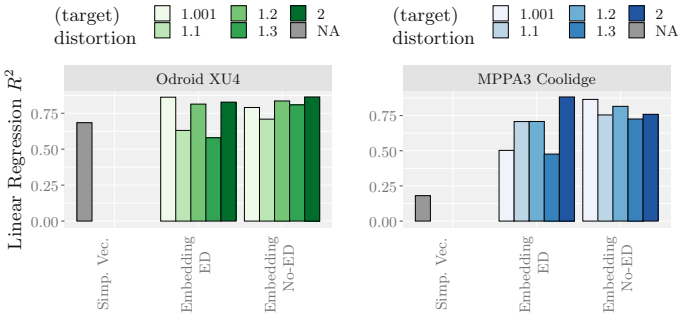 (target)
distortion
1.001
1.2
2
1.1
1.3
NA
(target)
distortion
1.001
1.2
2
1.1
1.3
NA
Linear Regression R²
Odroid XU4
0.75
0.50
0.25
0.00
Simp. Vec.
Embedding
ED
Embedding
No-ED
MPPA3 Coolidge
0.75
0.50
0.25
0.00
Simp. Vec.
Embedding
ED
Embedding
No-ED